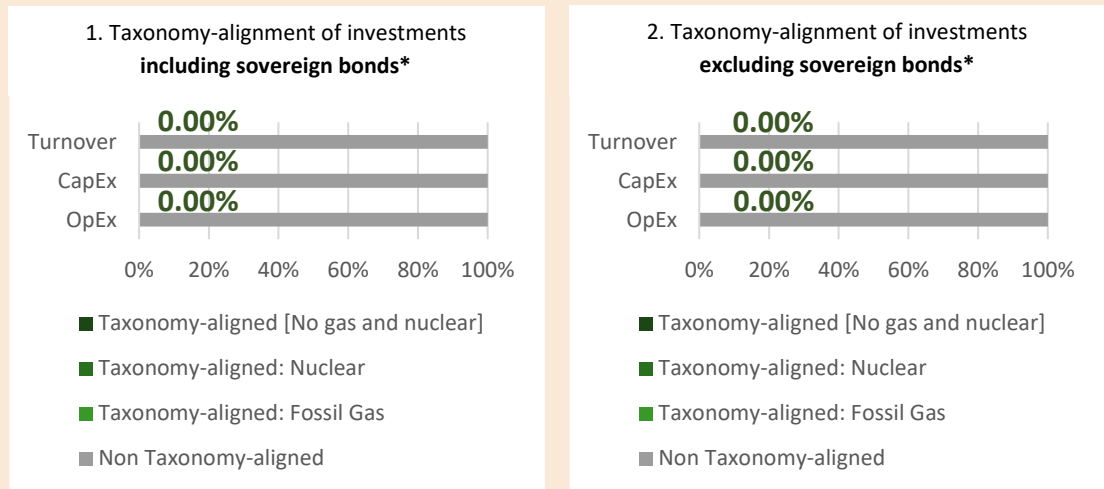 1. Taxonomy-alignment of investments
including sovereign bonds*
0.00%
Turnover
0.00%
CapEx
0.00%
OpEx
0% 20% 40% 60% 80% 100%
Taxonomy-aligned [No gas and nuclear]
Taxonomy-aligned: Nuclear
Taxonomy-aligned: Fossil Gas
Non Taxonomy-aligned
2. Taxonomy-alignment of investments
excluding sovereign bonds*
0.00%
Turnover
0.00%
CapEx
0.00%
OpEx
0% 20% 40% 60% 80% 100%
Taxonomy-aligned [No gas and nuclear]
Taxonomy-aligned: Nuclear
Taxonomy-aligned: Fossil Gas
Non Taxonomy-aligned